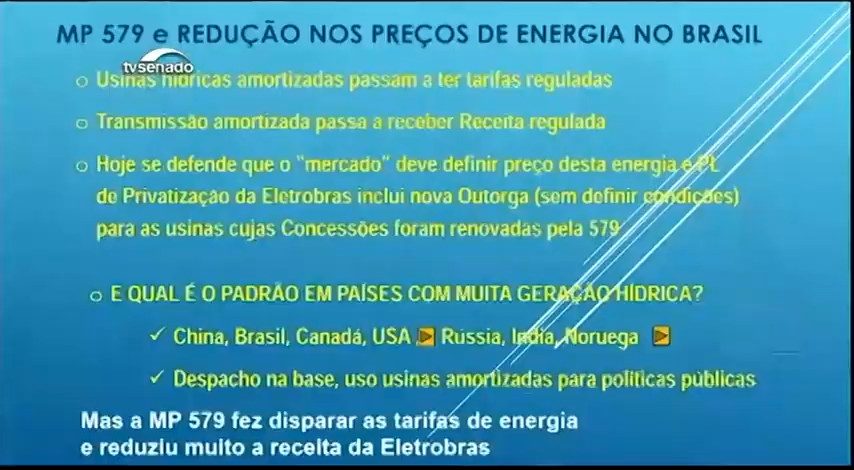 MP 579 e REDUÇÃO NOS PREÇOS DE ENERGIA NO BRASIL
tvsenado
Usinas hídricas amortizadas passam a ter tarifas reguladas
Transmissão amortizada passa a receber Receita regulada
Hoje se defende que o "mercado" deve definir preço desta energia e PL
de Privatização da Eletrobras inclui nova Outorga (sem definir condições)
para as usinas cujas Concessões foram renovadas pela 579
E QUAL É O PADRÃO EM PAÍSES COM MUITA GERAÇÃO HÍDRICA?
✓ China, Brasil, Canadá, USA Rússia, Índia, Noruega
✓ Despacho na base, uso usinas amortizadas para políticas públicas
Mas a MP 579 fez disparar as tarifas de energia
e reduziu muito a receita da Eletrobras